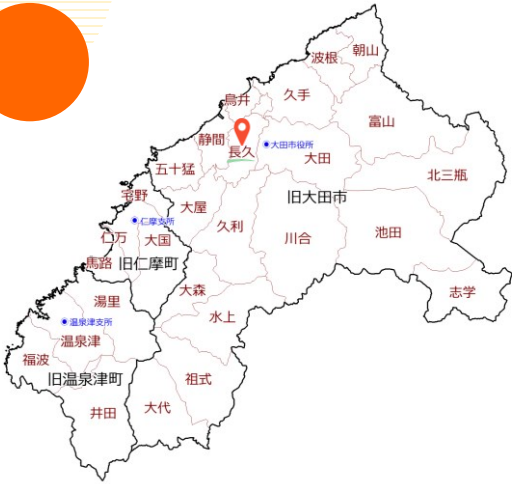 波根
朝山
鳥井
久手
富山
静間
長久
大田市役所
大田
五十猛
北三瓶
宅野
大屋
旧大田市
仁摩支所
久利
川合
池田
仁万
大国
馬路
旧仁摩町
大森
志学
湯里
水上
温泉津支所
温泉津
福波
旧温泉津町
祖式
井田
大代